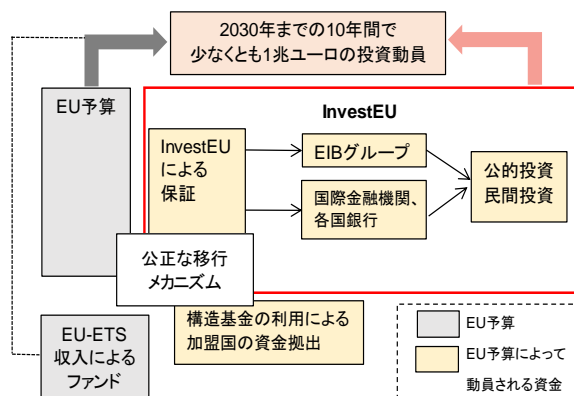 2030年までの10年間で
少なくとも1兆ユーロの投資動員
EU予算
InvestEU
InvestEU
による
保証
EIBグループ
国際金融機関、
各国銀行
公的投資
民間投資
公正な移行
メカニズム
構造基金の利用による
加盟国の資金拠出
EU-ETS
収入による
ファンド
EU予算
EU予算によって
動員される資金